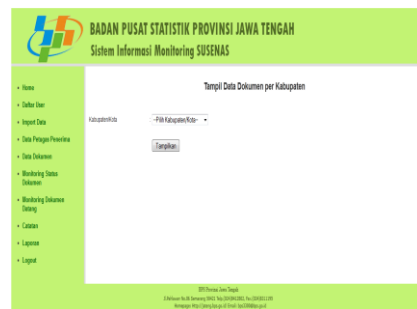 BADAN PUSAT STATISTIK PROVINSI JAWA TENGAH
Sistem Informasi Monitoring SUSENAS
Home
Daftar User
Import Data
Data Petugas Penerima
Data Dokumen
Monitoring Status
Dokumen
Monitoring Dokumen
Datang
Catatan
Laporan
Logout
Tampil Data Dokumen per Kabupaten
Kabupaten/Kota
--Pilih Kabupaten/Kota--
Tampilkan
BPS Provinsi Jawa Tengah